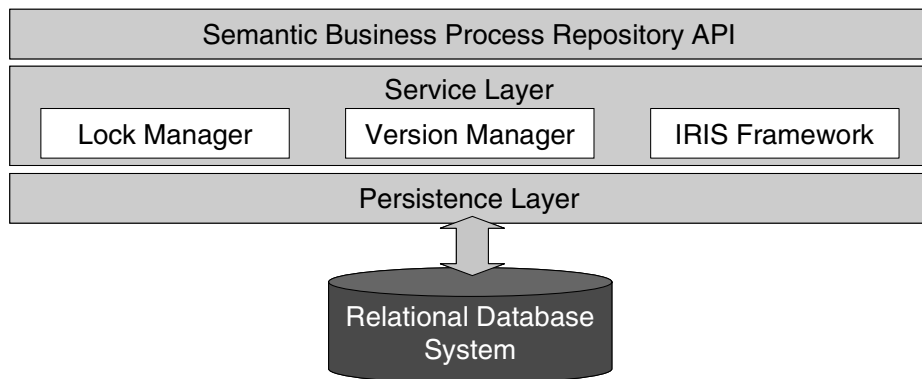 Semantic Business Process Repository API
Service Layer
Lock Manager
Version Manager
IRIS Framework
Persistence Layer
Relational Database
System